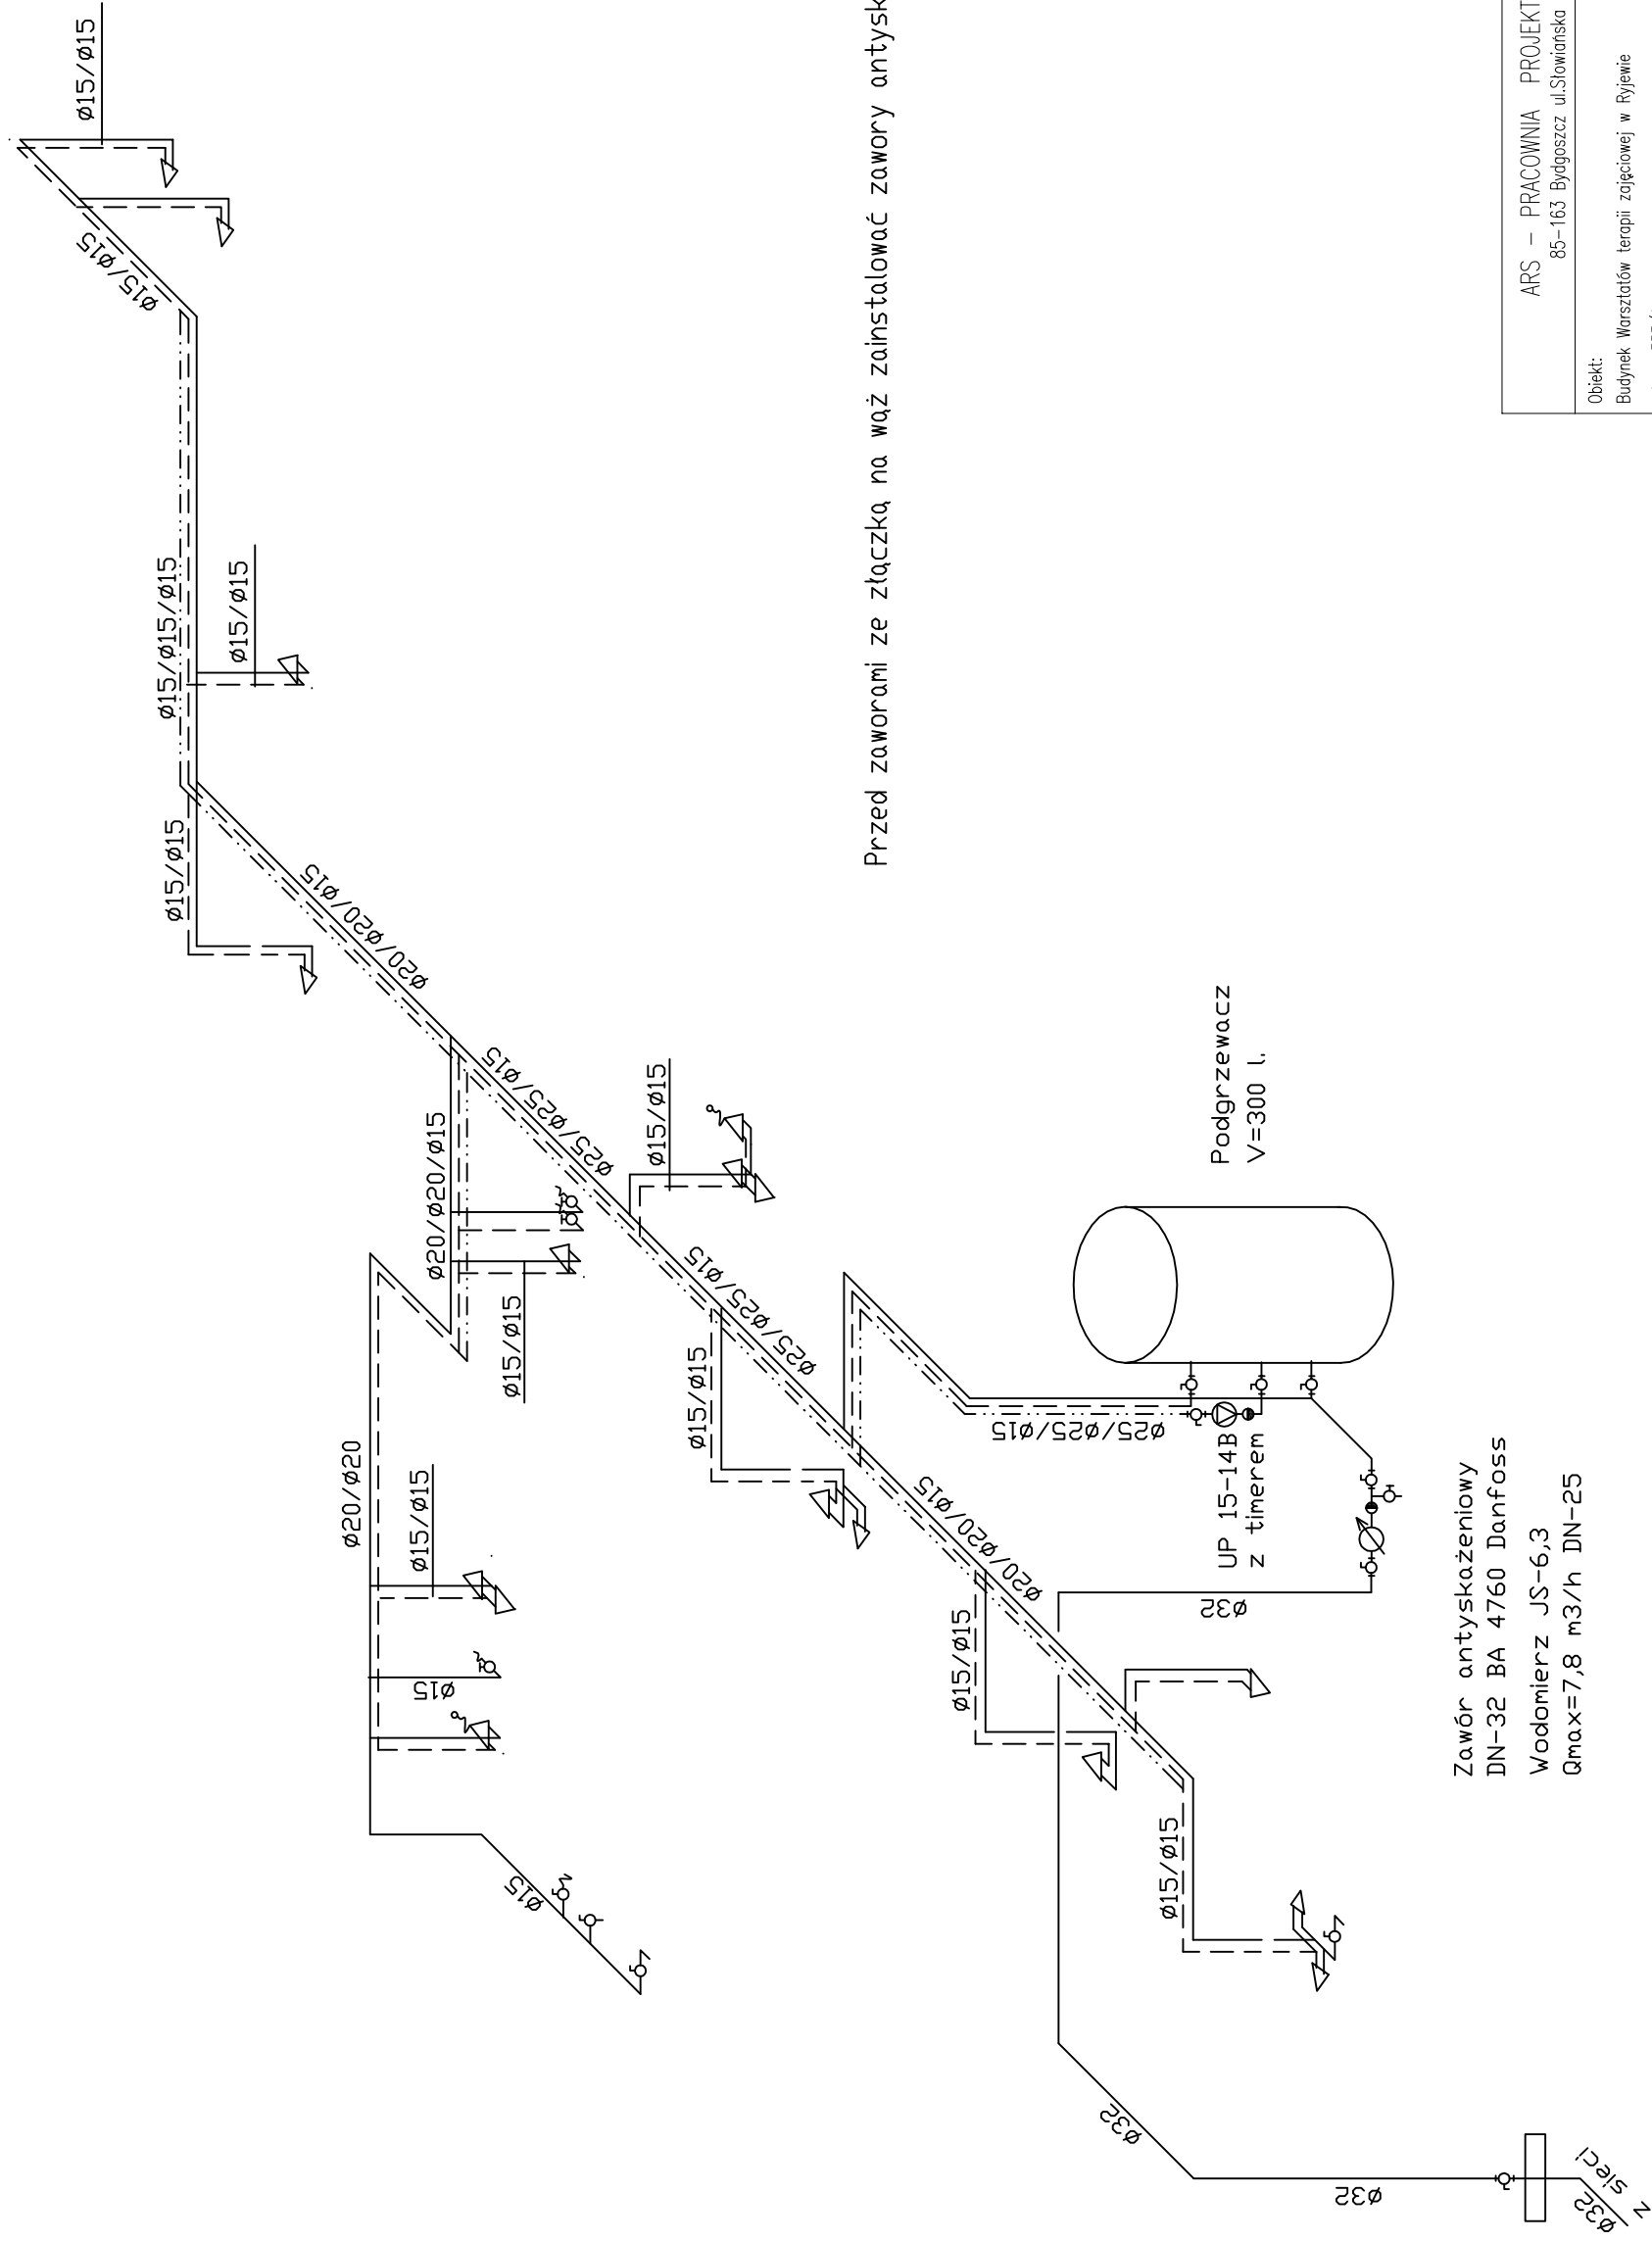 ø15/ø15
ø15/ø15
ø15/ø15/ø15
ø15/ø15
ø15/ø15
ø20/ø20/ø15
ø25/ø25/ø15
ø20/ø20/ø15
ø15/ø15
ø15/ø15
ø20/ø20
ø15/ø15
ø15
ø15
ø25/ø25/ø15
ø15/ø15
ø25/ø25/ø15
ø20/ø20/ø15
ø15/ø15
ø15/ø15
ø32
ø32
ø32
ø32
z sieci
Podgrzewacz
V=300 l.
UP 15-14B
z timerem
Zawór antyskażeniowy
DN-32 BA 4760 Danfoss
Wodomierz JS-6,3
Qmax=7,8 m3/h DN-25
Przed zaworami ze złączką na wąż zainstalować zawory antysk
ARS - PRACOWNIA PROJEKT
85-163 Bydgoszcz ul.Słowiańska
Obiekt:
Budynek Warsztatów terapii zajęciowej w Ryjewie